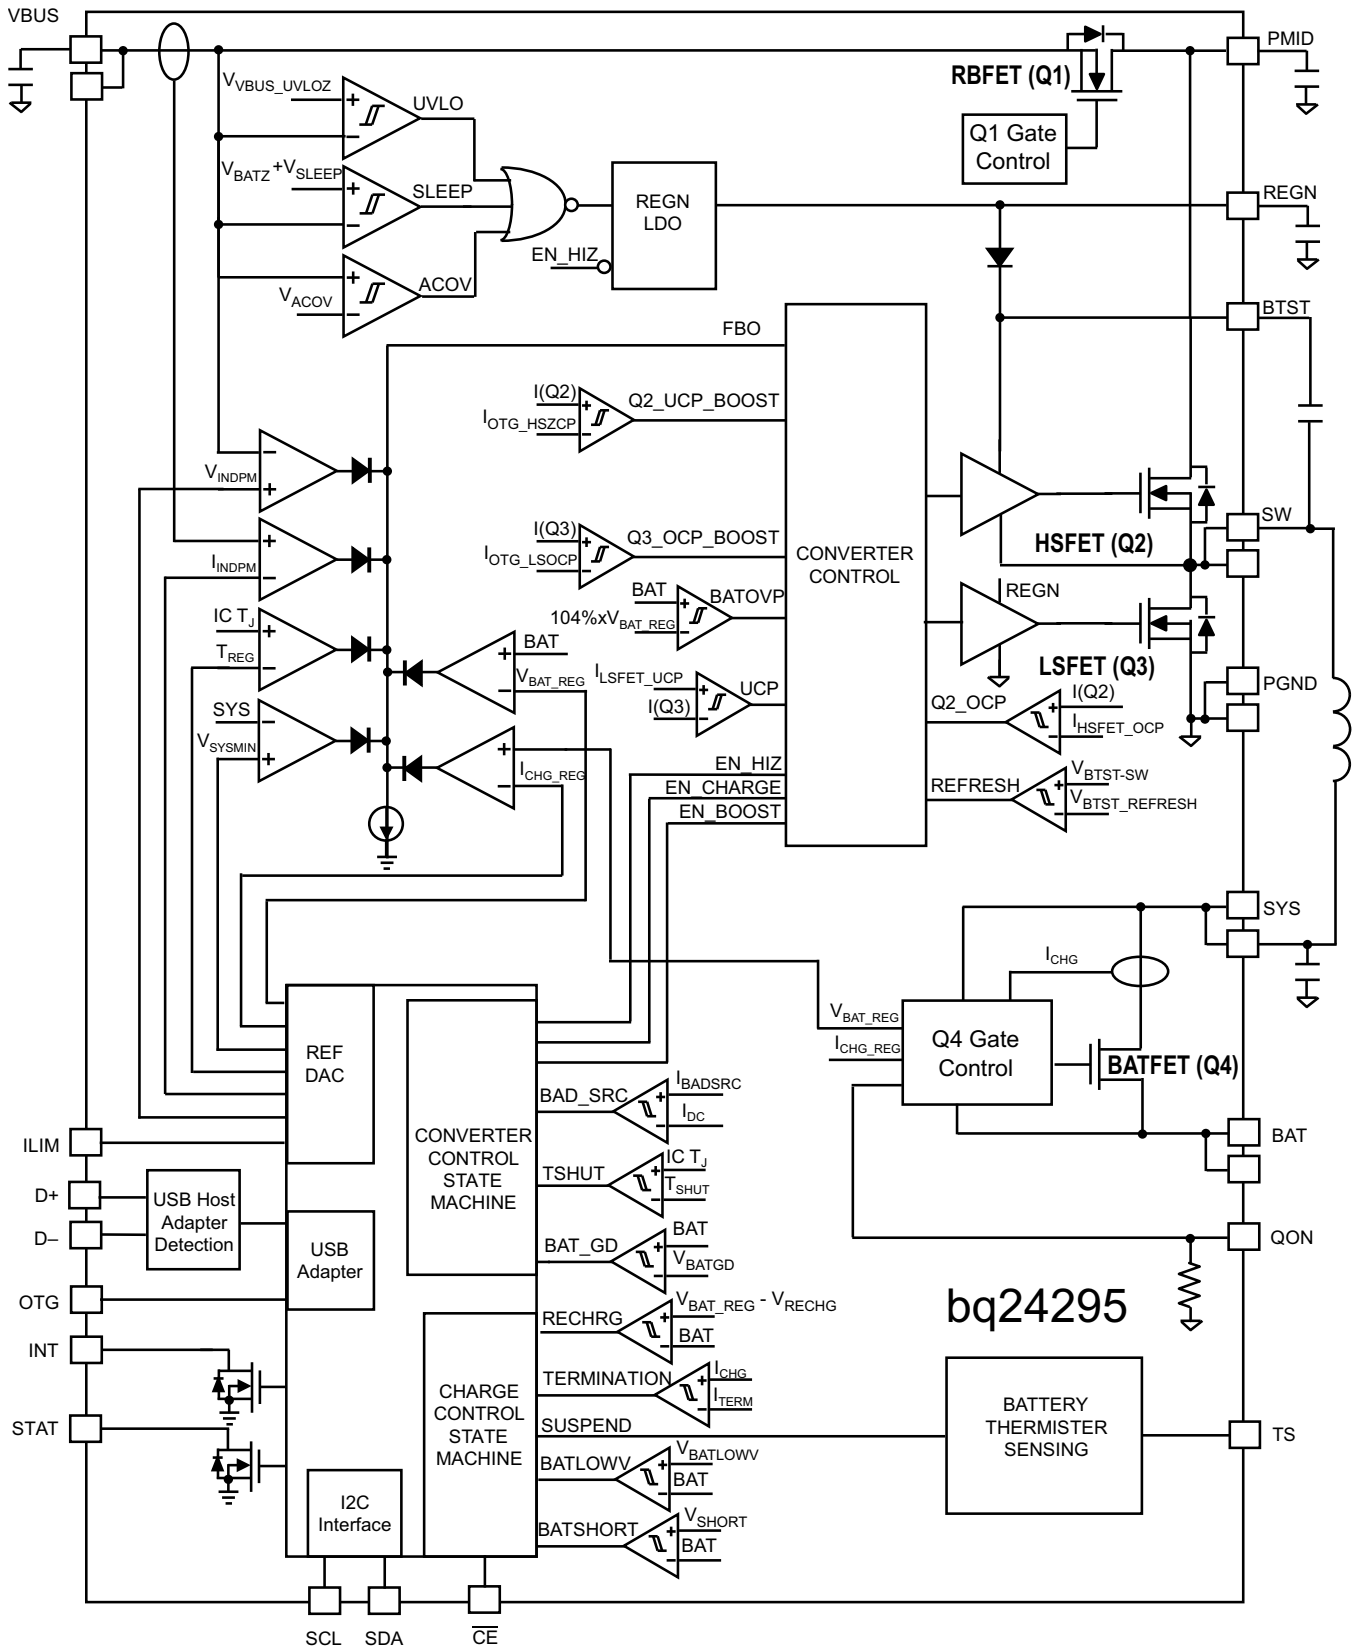 VBUS
PMID
RBFET (Q1)
Q1 Gate
Control
VVBUS_UVLOZ
+
−
UVLO
VBATZ +VSLEEP
+
−
SLEEP
VACOV
+
−
ACOV
EN_HIZ
REGN
LDO
REGN
BTST
FBO
I(Q2)
IOTG_HSZCP
+
−
Q2_UCP_BOOST
I(Q3)
IOTG_LSOCP
+
−
Q3_OCP_BOOST
BAT
104%xVBAT_REG
+
−
BATOVP
ILSFET_UCP
I(Q3)
+
−
UCP
EN_HIZ
EN_CHARGE
EN_BOOST
CONVERTER
CONTROL
VINDPM
−
+
IINDPM
+
−
IC TJ
TREG
+
−
SYS
VSYSMIN
−
+
BAT
VBAT_REG
+
−
ICHG_REG
+
−
HSFET (Q2)
SW
REGN
LSFET (Q3)
PGND
Q2_OCP
I(Q2)
IHSFET_OCP
+
−
REFRESH
VBTST-SW
VBTST_REFRESH
+
−
SYS
ICHG
VBAT_REG
ICHG_REG
Q4 Gate
Control
BATFET (Q4)
BAT
QON
bq24295
REF
DAC
CONVERTER
CONTROL
STATE
MACHINE
BAD_SRC
IBADSRC
IDC
+
−
TSHUT
IC TJ
TSHUT
+
−
BAT_GD
BAT
VBATGD
+
−
RECHRG
VBAT_REG - VRECHG
BAT
+
−
TERMINATION
ICHG
ITERM
+
−
SUSPEND
BATLOWV
VBATLOWV
BAT
+
−
BATSHORT
VSHORT
BAT
+
−
CHARGE
CONTROL
STATE
MACHINE
BATTERY
THERMISTER
SENSING
TS
ILIM
D+
D–
USB Host
Adapter
Detection
USB
Adapter
OTG
INT
STAT
I2C
Interface
SCL
SDA
CE